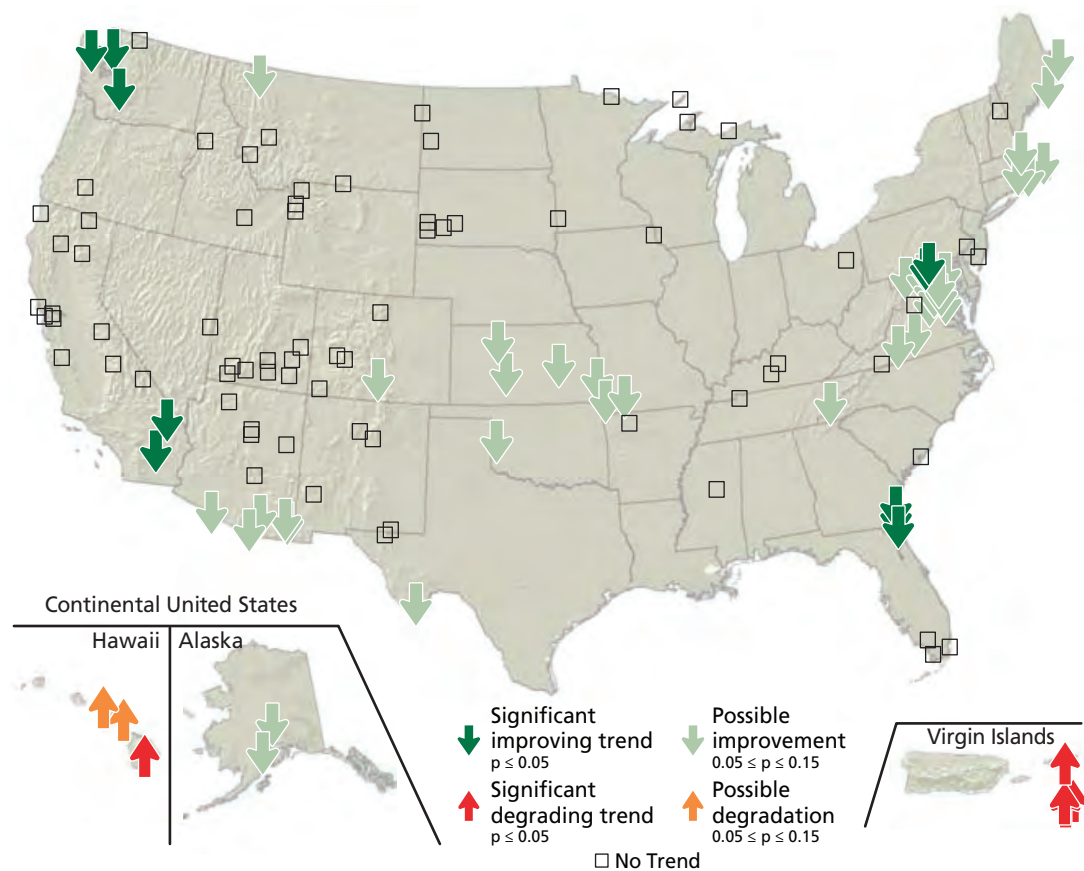 Continental United States
Hawaii
Alaska
Significant
improving trend
p ≤ 0.05
Significant
degrading trend
p ≤ 0.05
Possible
improvement
0.05 ≤ p ≤ 0.15
Possible
degradation
0.05 ≤ p ≤ 0.15
No Trend
Virgin Islands